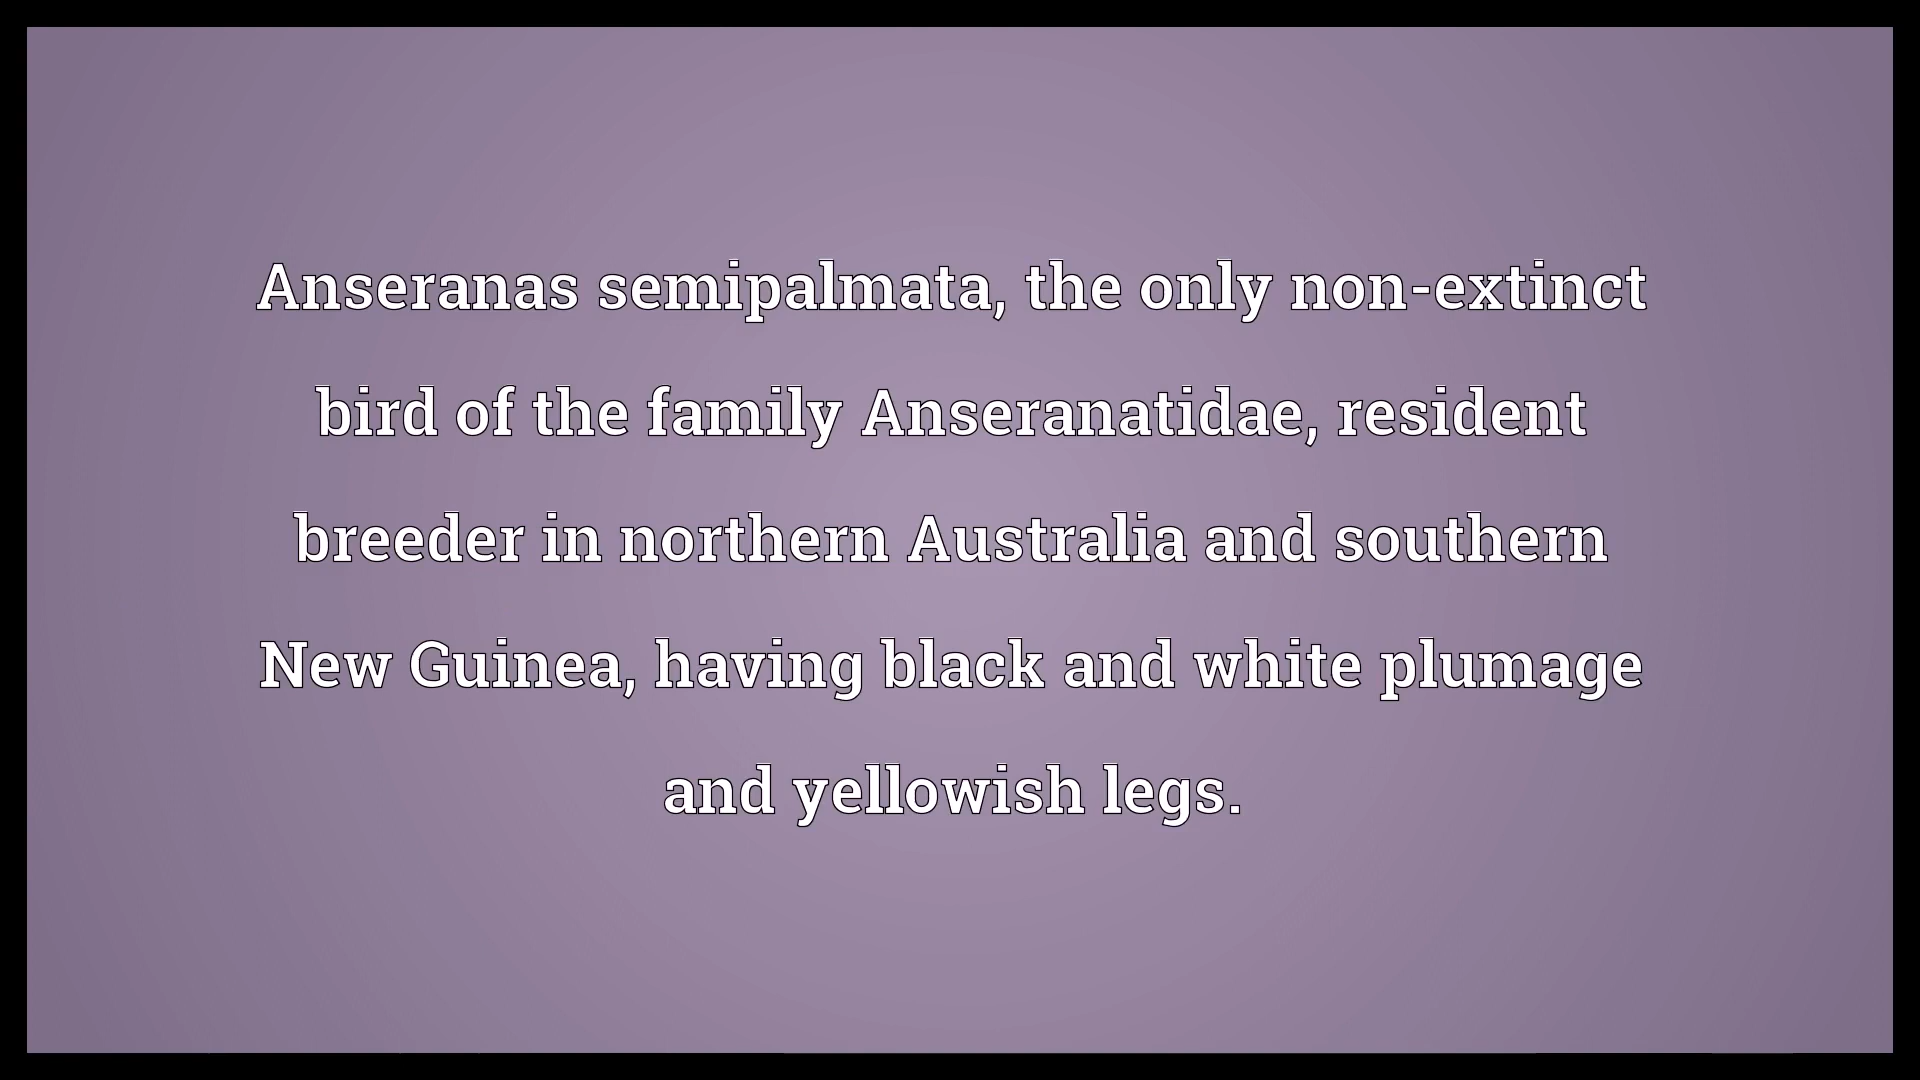 Anseranas semipalmata, the only non-extinct
bird of the family Anseranatidae, resident
breeder in northern Australia and southern
New Guinea, having black and white plumage
and yellowish legs.